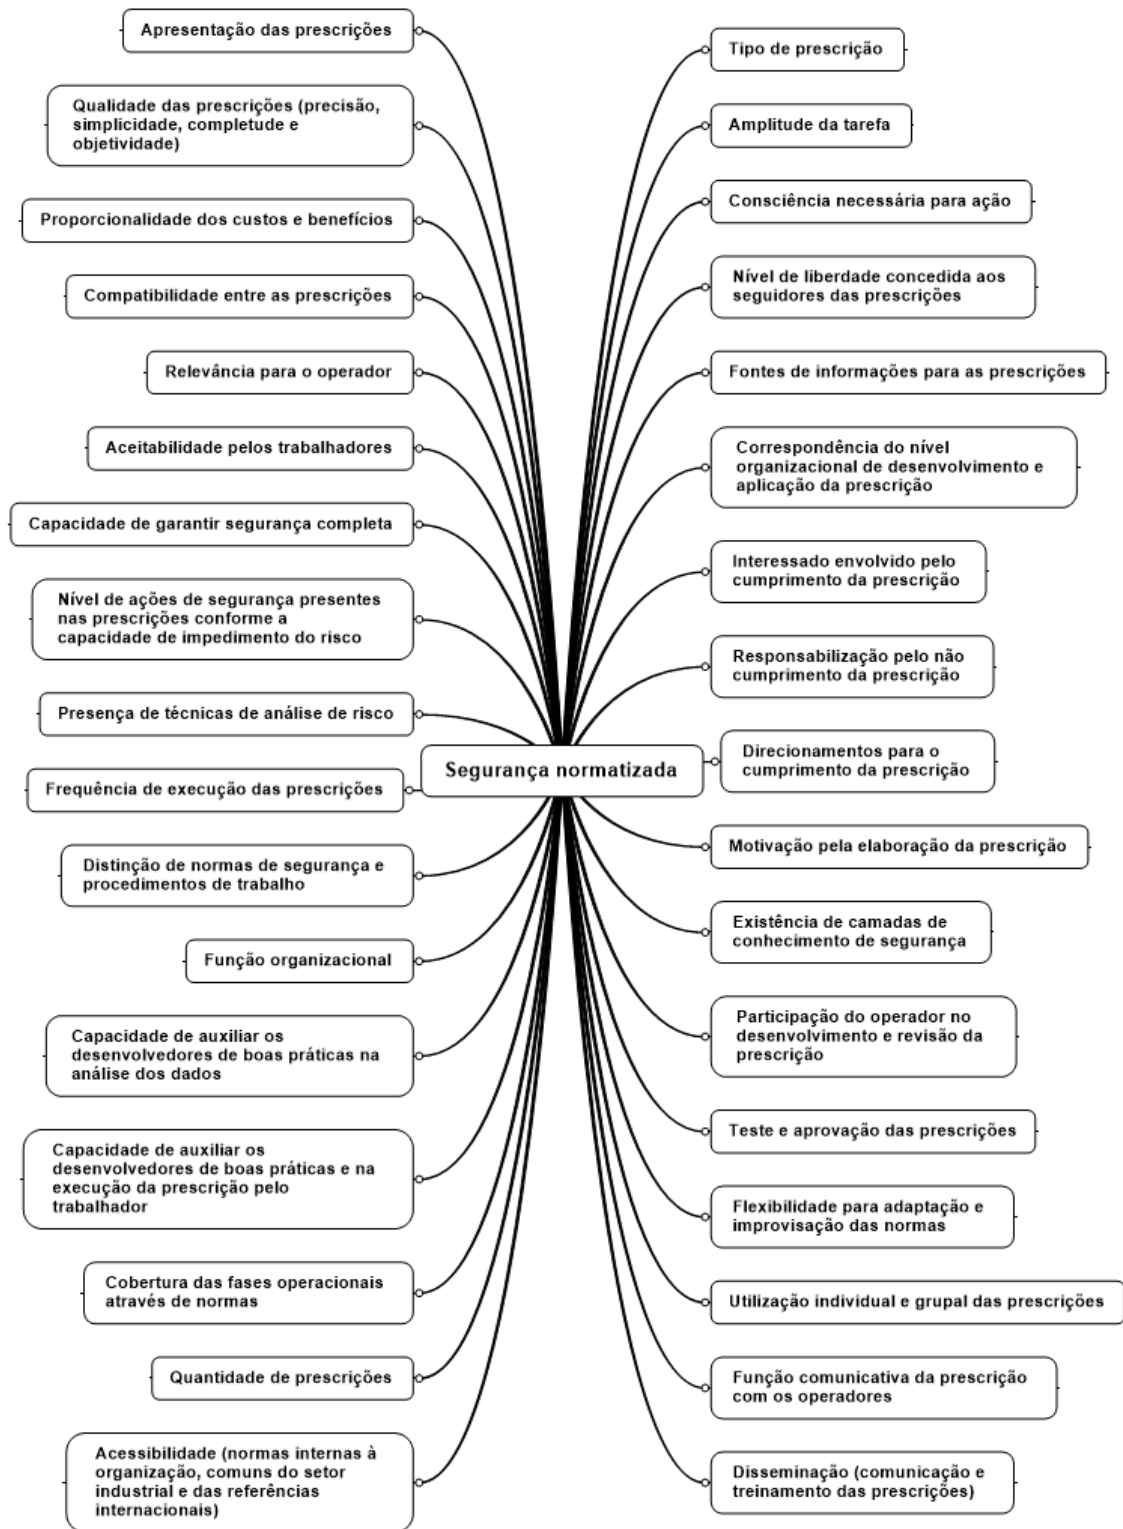 Apresentação das prescrições
Qualidade das prescrições (precisão,
simplicidade, completude e
objetividade)
Proporcionalidade dos custos e benefícios
Compatibilidade entre as prescrições
Relevância para o operador
Aceitabilidade pelos trabalhadores
Capacidade de garantir segurança completa
Nível de ações de segurança presentes
nas prescrições conforme a
capacidade de impedimento do risco
Presença de técnicas de análise de risco
Frequência de execução das prescrições
Distinção de normas de segurança e
procedimentos de trabalho
Função organizacional
Capacidade de auxiliar os
desenvolvedores de boas práticas na
análise dos dados
Capacidade de auxiliar os
desenvolvedores de boas práticas e na
execução da prescrição pelo
trabalhador
Cobertura das fases operacionais
através de normas
Quantidade de prescrições
Acessibilidade (normas internas à
organização, comuns do setor
industrial e das referências
internacionais)
Segurança normatizada
Tipo de prescrição
Amplitude da tarefa
Consciência necessária para ação
Nível de liberdade concedida aos
seguidores das prescrições
Fontes de informações para as prescrições
Correspondência do nível
organizacional de desenvolvimento e
aplicação da prescrição
Interessado envolvido pelo
cumprimento da prescrição
Responsabilização pelo não
cumprimento da prescrição
Direcionamentos para o
cumprimento da prescrição
Motivação pela elaboração da prescrição
Existência de camadas de
conhecimento de segurança
Participação do operador no
desenvolvimento e revisão da
prescrição
Teste e aprovação das prescrições
Flexibilidade para adaptação e
improvisação das normas
Utilização individual e grupal das prescrições
Função comunicativa da prescrição
com os operadores
Disseminação (comunicação e
treinamento das prescrições)